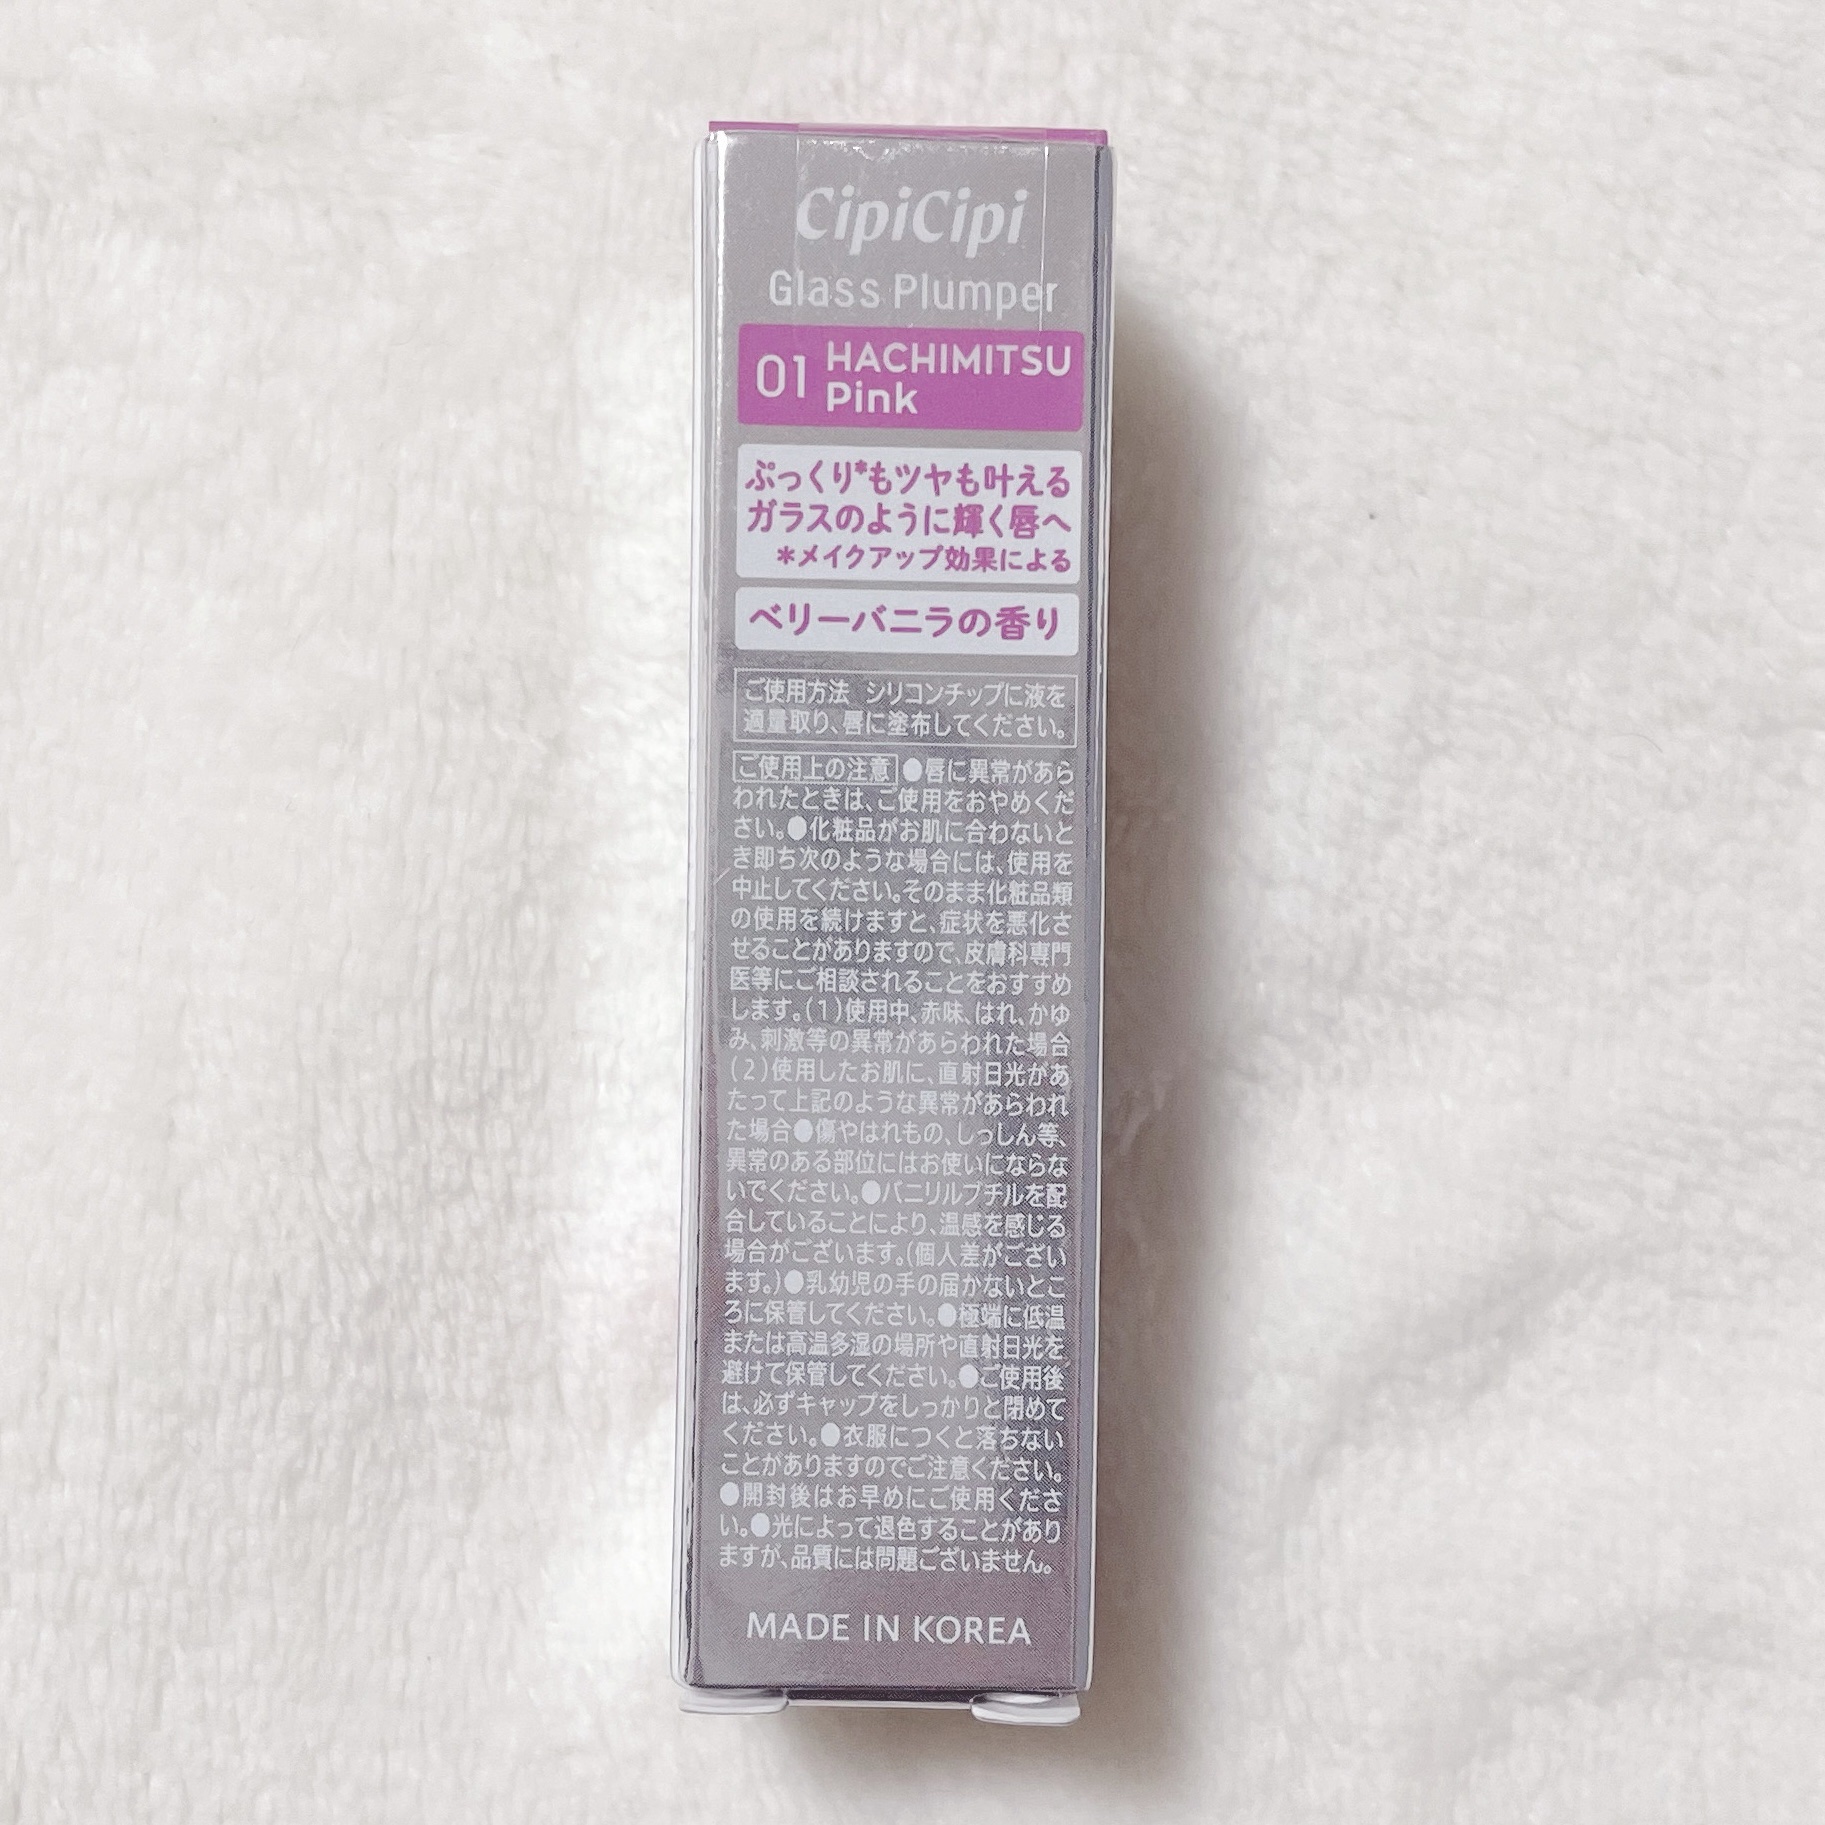 CipiCipi
Glass Plumper
01 HACHIMITSU
Pink
ぷっくり*もツヤも叶える
ガラスのように輝く唇へ
*メイクアップ効果による
ベリーバニラの香り
ご使用方法 シリコンチップに液を
適量取り、唇に塗布してください。
ご使用上の注意 ●唇に異常があら
われたときは、ご使用をおやめくだ
さい。●化粧品がお肌に合わないと
き即ち次のような場合には、使用を
中止してください。そのまま化粧品類
の使用を続けますと、症状を悪化さ
せることがありますので、皮膚科専門
医等にご相談されることをおすすめ
します。(1)使用中、赤味、はれ、かゆ
み、刺激等の異常があらわれた場合
(2)使用したお肌に、直射日光があ
たって上記のような異常があらわれ
た場合●傷やはれもの、しっしん等、
異常のある部位にはお使いにならな
いでください。●バニリルブチルを配
合していることにより、温感を感じる
場合がございます。(個人差がござい
ます。)●乳幼児の手の届かないとこ
ろに保管してください。●極端に低温
または高温多湿の場所や直射日光を
避けて保管してください。●ご使用後
は、必ずキャップをしっかりと閉めて
ください。●衣服につくと落ちない
ことがありますのでご注意ください。
●開封後はお早めにご使用くださ
い。●光によって退色することがあり
ますが、品質には問題ございません。
MADE IN KOREA